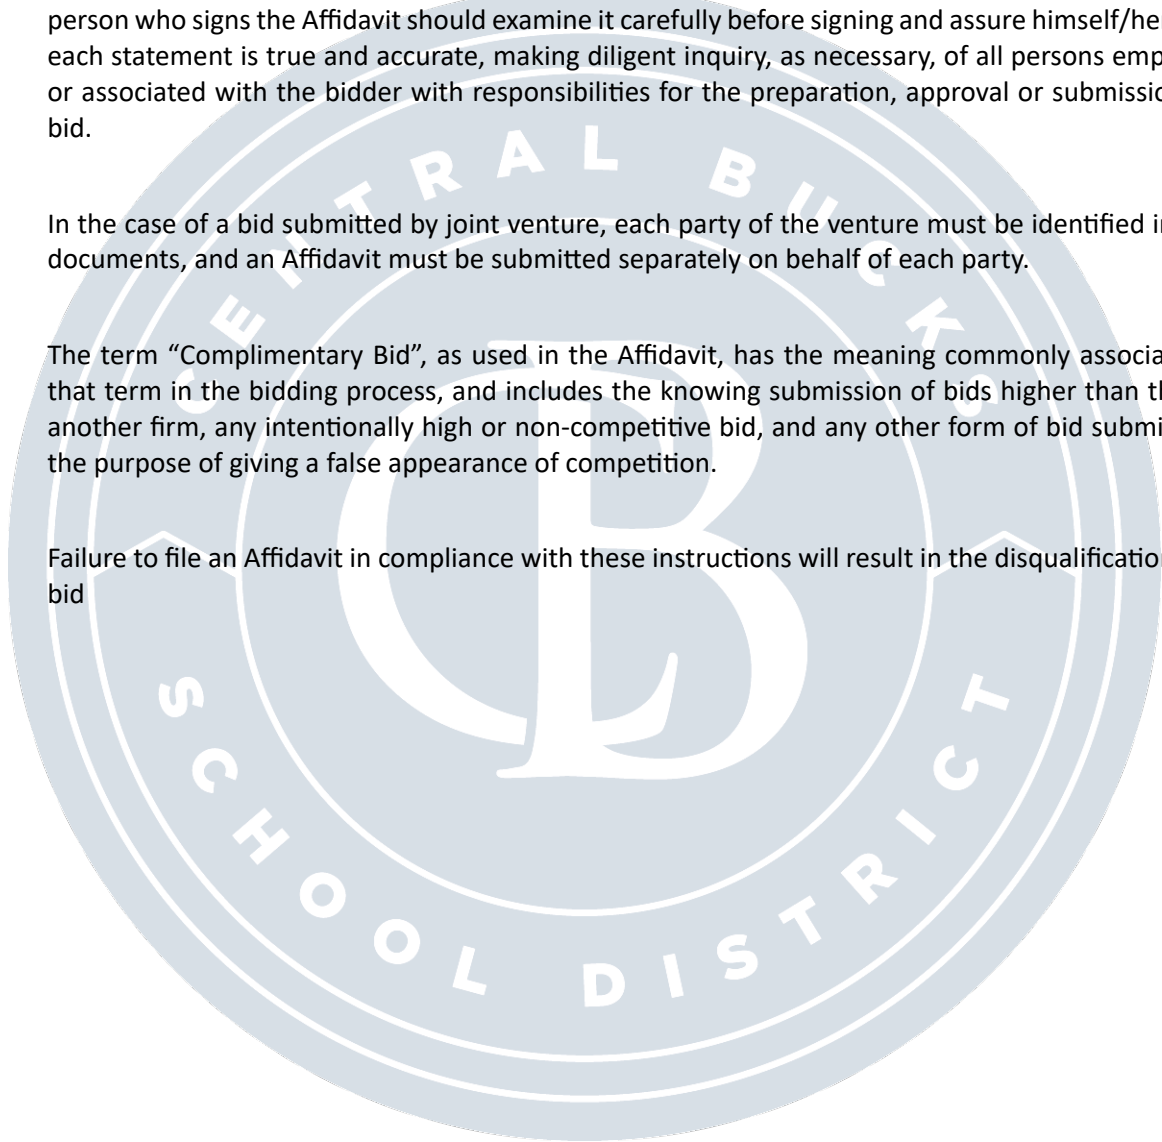 person who signs the Affidavit should examine it carefully before signing and assure himself/he
each statement is true and accurate, making diligent inquiry, as necessary, of all persons emp
or associated with the bidder with responsibilities for the preparation, approval or submissio
bid.
In the case of a bid submitted by joint venture, each party of the venture must be identified i
documents, and an Affidavit must be submitted separately on behalf of each party.
The term “Complimentary Bid”, as used in the Affidavit, has the meaning commonly associa
that term in the bidding process, and includes the knowing submission of bids higher than th
another firm, any intentionally high or non-competitive bid, and any other form of bid submi
the purpose of giving a false appearance of competition.
Failure to file an Affidavit in compliance with these instructions will result in the disqualificatio
bid
CENTRAL BUCKS
CB
SCHOOL DISTRICT